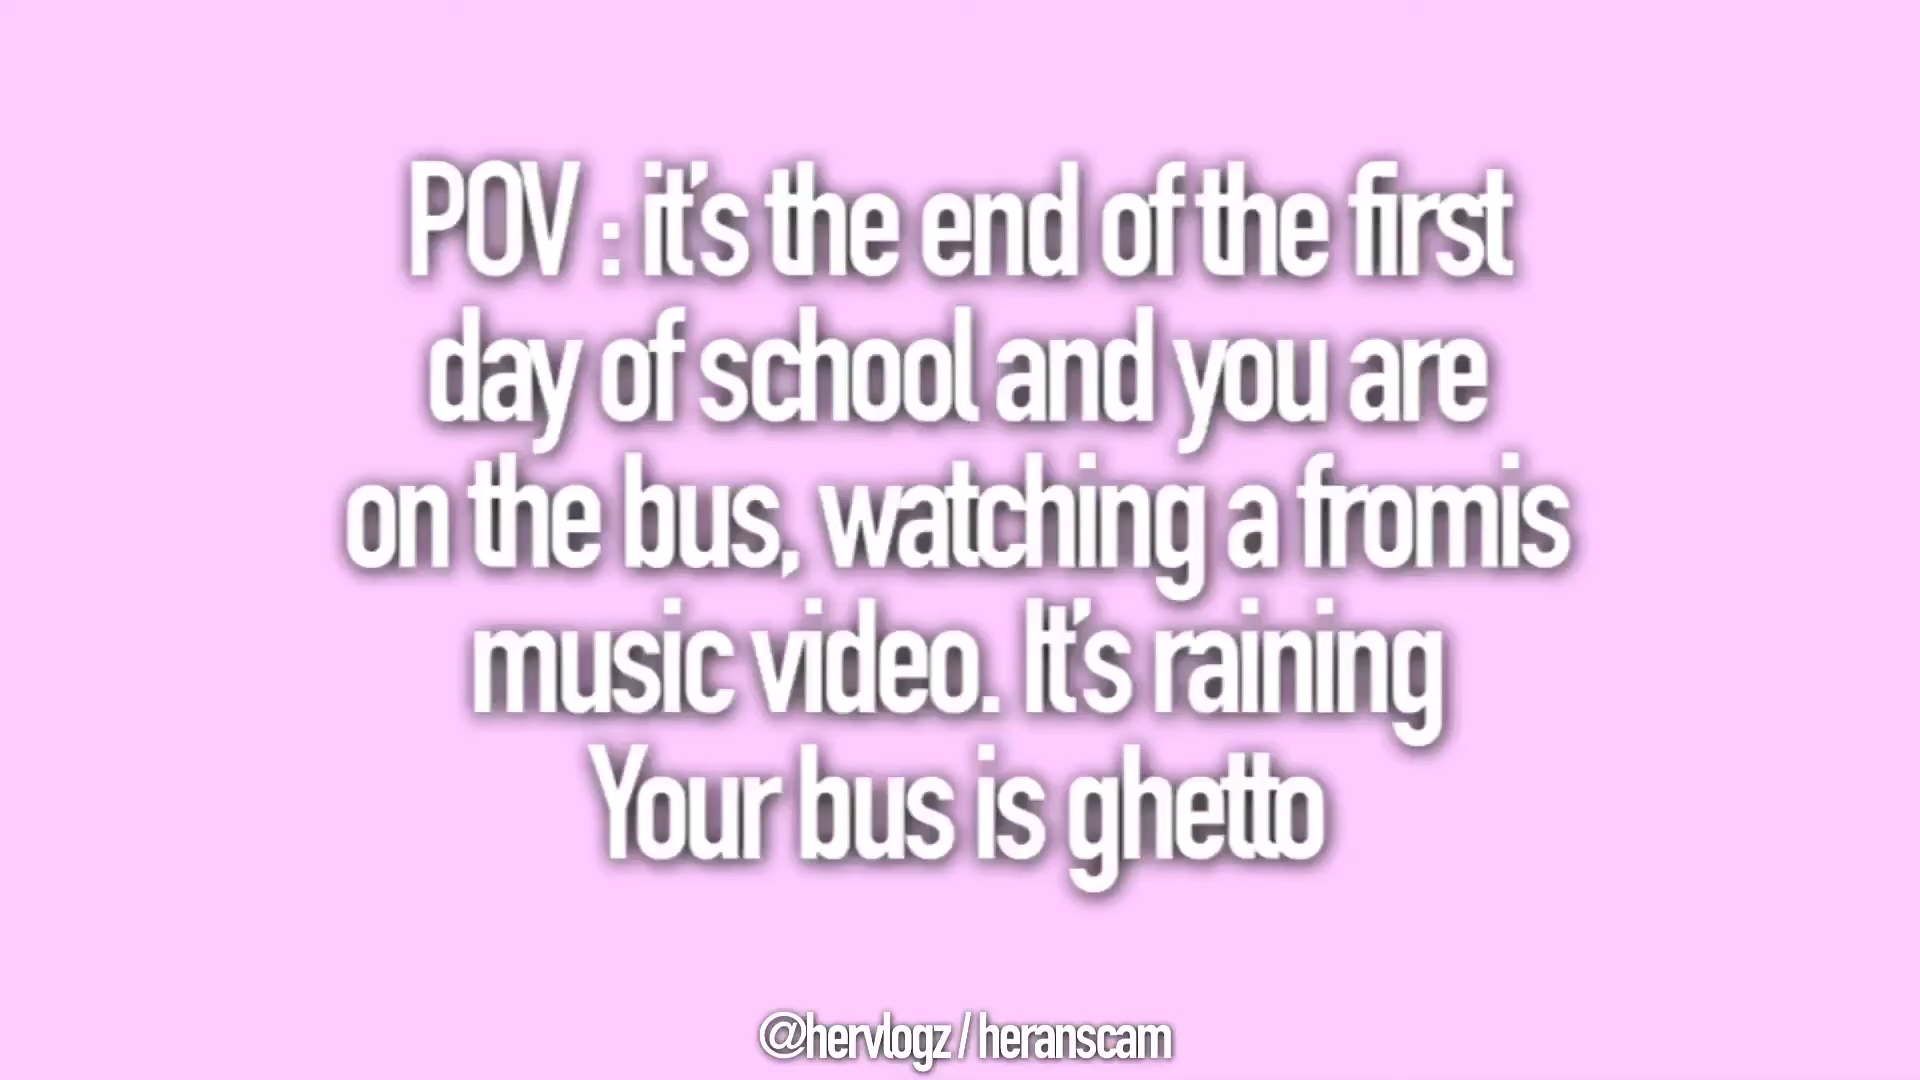 POV : it's the end of the first
day of school and you are
on the bus, watching a fromis
music video. It's raining
Your bus is ghetto
@hervlogz / heranscam